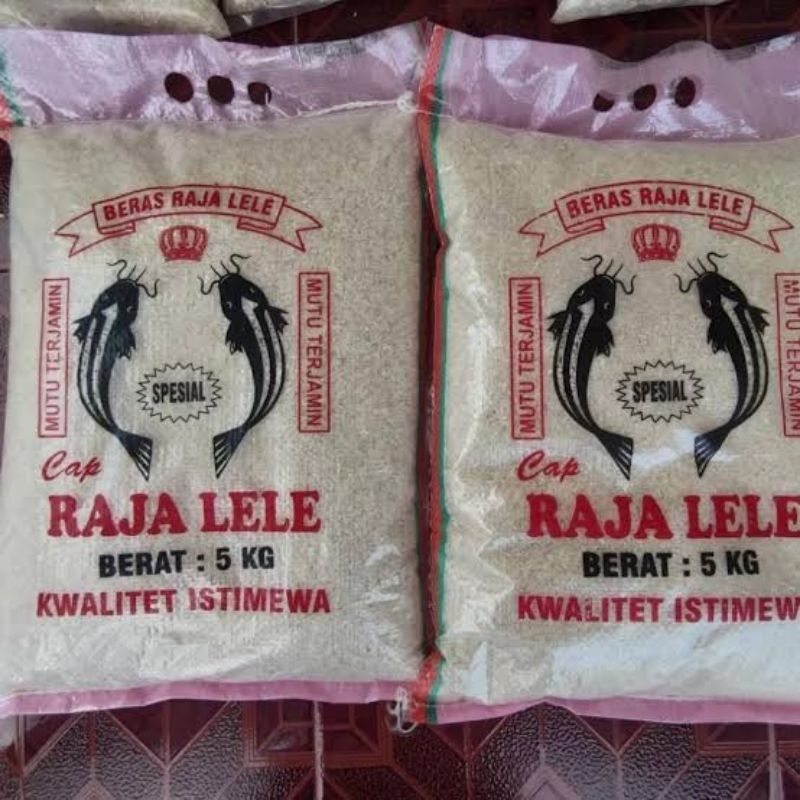 BERAS RAJA LELE
MUTU TERJAMIN
MUTU TERJAMIN
SPESIAL
Cap
RAJA LELE
BERAT : 5 KG
KWALITET ISTIMEWA
BERAS RAJA LELE
MUTU TERJAMIN
MUTU TERJAMIN
SPESIAL
Cap
RAJA LELE
BERAT : 5 KG
KWALITET ISTIMEW